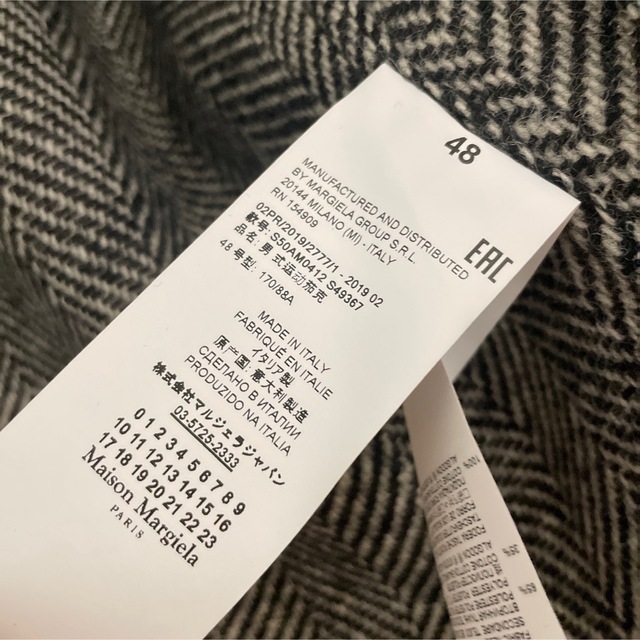 48
MANUFACTURED AND DISTRIBUTED
BY MARGIELA GROUP S.R.L
20144 MILANO (MI) - ITALY
RN 154909
EAC
02PR/2019/2777/1 - 2019 02
款号: S50AM0412 S49367
品名: 男式运动茄克
48 号型: 170/88A
MADE IN ITALY
FABRIQUE EN ITALIE
イタリア製
原产国: 意大利製造
СДЕЛАНО В ИТАЛИИ
PRODUZIDO NA ITALIA
株式会社マルジェラジャパン
03-5725-2333
0 1 2 3 4 5 6 7 8 9
10 11 12 13 14 15 16
17 18 19 20 21 22 23
Maison Margiela
PARIS